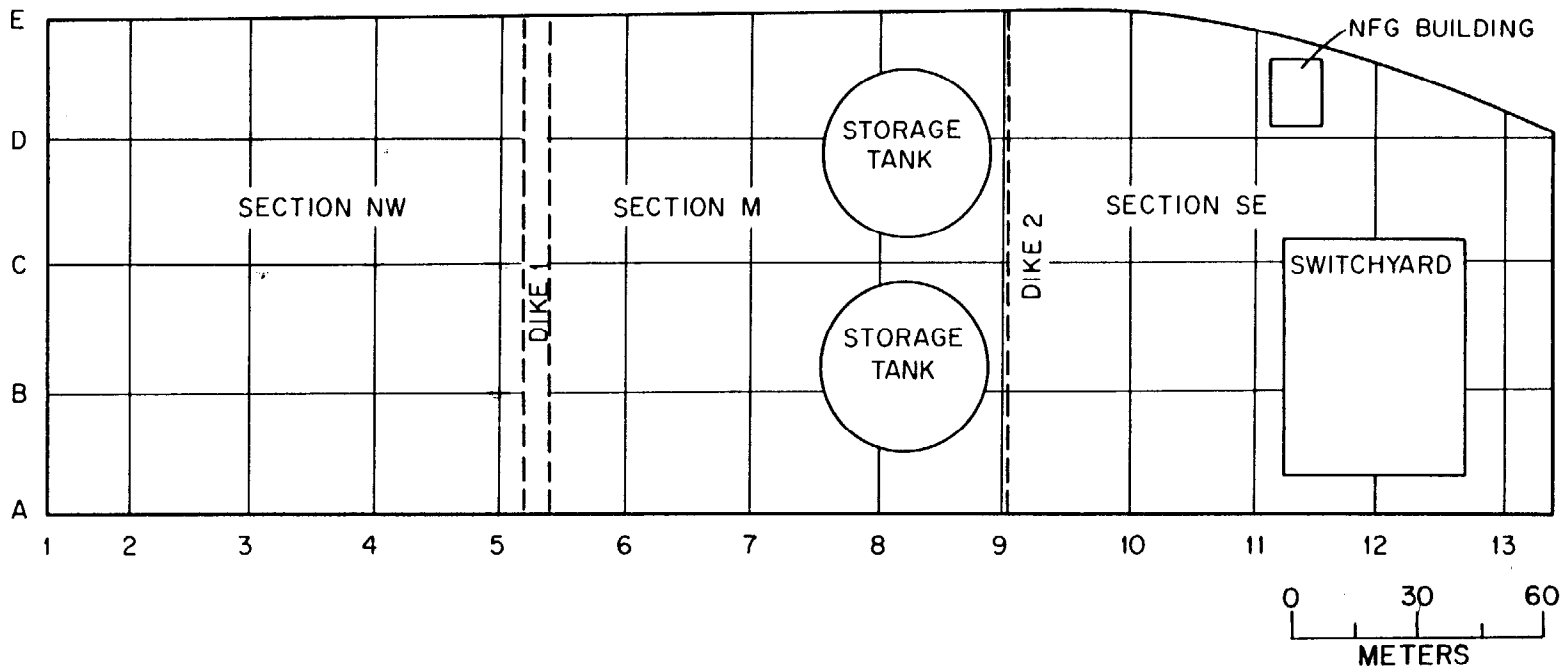 E
NFG BUILDING
STORAGE
TANK
D
SECTION NW
SECTION M
SECTION SE
DIKE 2
C
SWITCHYARD
DIKE 1
STORAGE
TANK
B
A
1 2 3 4 5 6 7 8 9 10 11 12 13
0 30 60
METERS